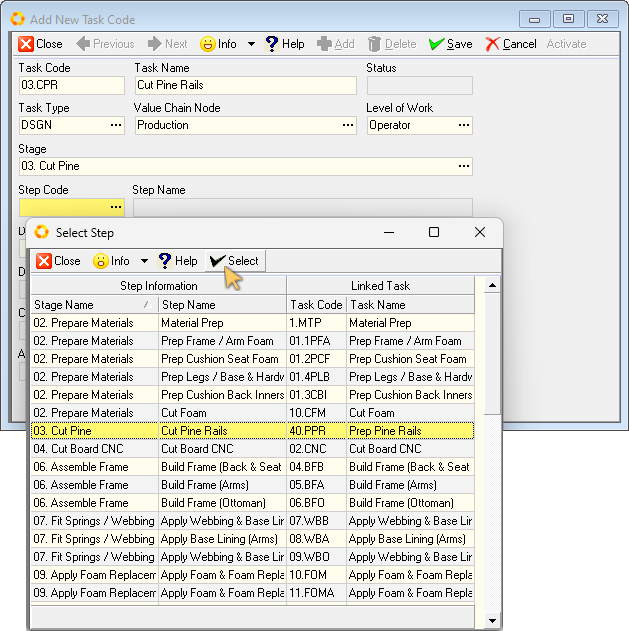 Add New Task Code
Close Previous Next Info Help Add Delete Save Cancel Activate
Task Code Task Name Status
03.CPR Cut Pine Rails
Task Type Value Chain Node Level of Work
DSGN ... Production ... Operator ...
Stage
03. Cut Pine ...
Step Code Step Name
...
D
D
C
A
Select Step
Close Info Help Select
Step Information Linked Task
Stage Name Step Name Task Code Task Name
02. Prepare Materials Material Prep 1.MTP Material Prep
02. Prepare Materials Prep Frame / Arm Foam 01.1PFA Prep Frame / Arm Foam
02. Prepare Materials Prep Cushion Seat Foam 01.2PCF Prep Cushion Seat Foam
02. Prepare Materials Prep Legs / Base & Hardw 01.4PLB Prep Legs / Base & Hardw
02. Prepare Materials Prep Cushion Back Inners 01.3CBI Prep Cushion Back Inners
02. Prepare Materials Cut Foam 10.CFM Cut Foam
03. Cut Pine Cut Pine Rails 40.PPR Prep Pine Rails
04. Cut Board CNC Cut Board CNC 02.CNC Cut Board CNC
06. Assemble Frame Build Frame (Back & Seat 04.BFB Build Frame (Back & Seat
06. Assemble Frame Build Frame (Arms) 05.BFA Build Frame (Arms)
06. Assemble Frame Build Frame (Ottoman) 06.BFO Build Frame (Ottoman)
07. Fit Springs / Webbing Apply Webbing & Base Lir 07.WBB Apply Webbing & Base Lir
07. Fit Springs / Webbing Apply Base Lining (Arms) 08.WBA Apply Base Lining (Arms)
07. Fit Springs / Webbing Apply Webbing & Base Lir 09.WBO Apply Webbing & Base Lir
09. Apply Foam Replacem Apply Foam & Foam Repla 10.FOM Apply Foam & Foam Repla
09. Apply Foam Replacem Apply Foam & Foam Repla 11.FOMA Apply Foam & Foam Repla